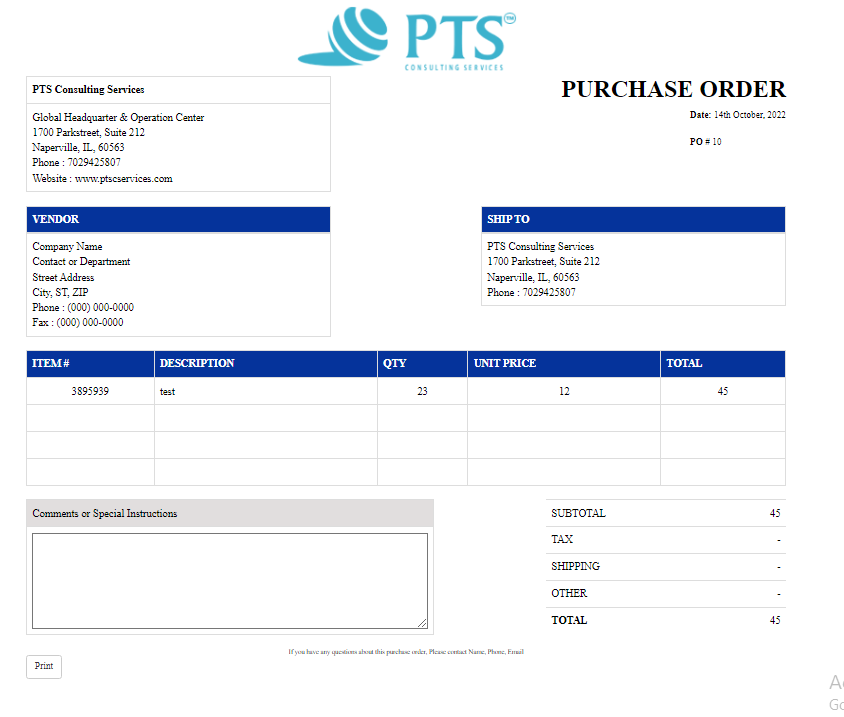 PTS™
CONSULTING SERVICES
PTS Consulting Services
Global Headquarter & Operation Center
1700 Parkstreet, Suite 212
Naperville, IL, 60563
Phone : 7029425807
Website : www.ptscservices.com
PURCHASE ORDER
Date: 14th October, 2022
PO # 10
VENDOR
Company Name
Contact or Department
Street Address
City, ST, ZIP
Phone : (000) 000-0000
Fax : (000) 000-0000
SHIP TO
PTS Consulting Services
1700 Parkstreet, Suite 212
Naperville, IL, 60563
Phone : 7029425807
ITEM # DESCRIPTION QTY UNIT PRICE TOTAL
3895939 test 23 12 45
Comments or Special Instructions
SUBTOTAL 45
TAX -
SHIPPING -
OTHER -
TOTAL 45
If you have any questions about this purchase order, Please contact Name, Phone, Email
Print